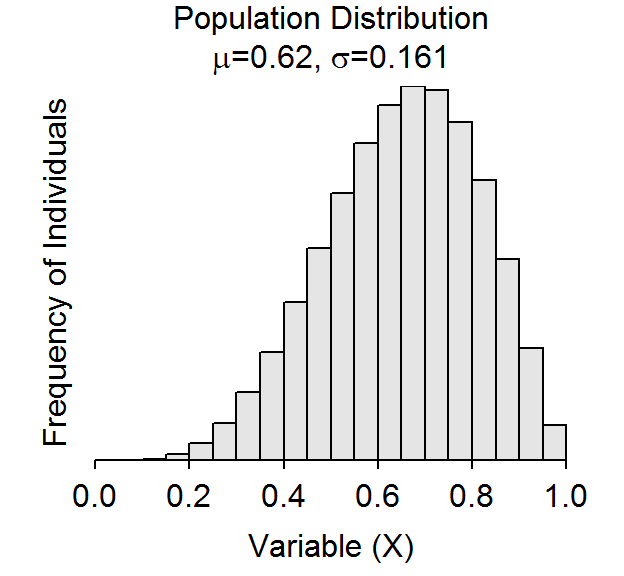 Population Distribution
μ=0.62, σ=0.161
Frequency of Individuals
0.0 0.2 0.4 0.6 0.8 1.0
Variable (X)